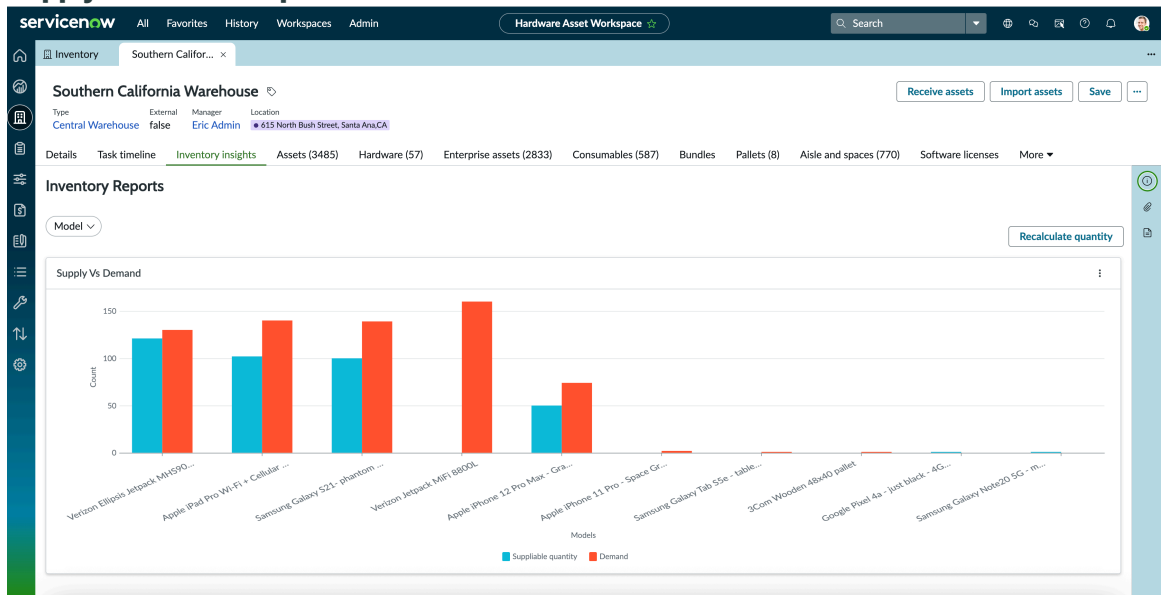 servicenow All Favorites History Workspaces Admin Hardware Asset Workspace Search
Inventory Southern Califor... ×
Southern California Warehouse
Receive assets Import assets Save
Type External Manager Location
Central Warehouse false Eric Admin 615 North Bush Street, Santa Ana,CA
Details Task timeline Inventory insights Assets (3485) Hardware (57) Enterprise assets (2833) Consumables (587) Bundles Pallets (8) Aisle and spaces (770) Software licenses More
Inventory Reports
Model
Recalculate quantity
Supply Vs Demand
150
100
50
0
Count
Verizon Ellipsis Jetpack MHS90...
Apple iPad Pro Wi-Fi + Cellular ...
Samsung Galaxy S21- phantom ...
Verizon Jetpack MiFi 8800L
Apple iPhone 12 Pro Max - Gra...
Apple iPhone 11 Pro - Space Gr...
Samsung Galaxy Tab S5e - table...
3Com Wooden 48x40 pallet
Google Pixel 4a - just black - 4G...
Samsung Galaxy Note20 5G - m...
Models
Suppliable quantity Demand